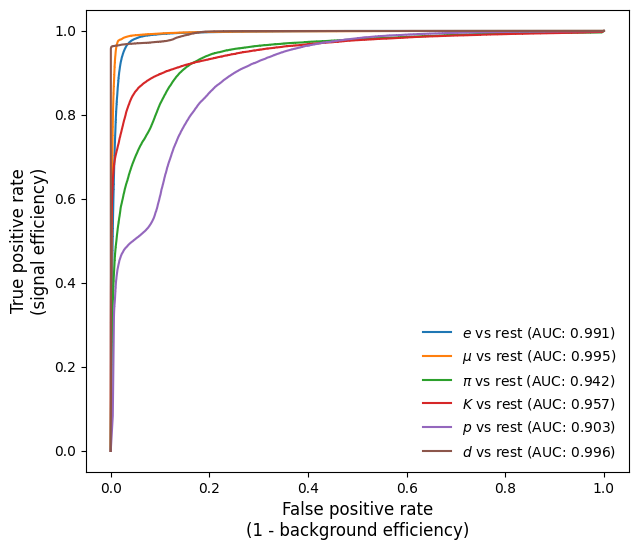 True positive rate
(signal efficiency)
1.0
0.8
0.6
0.4
0.2
0.0
e vs rest (AUC: 0.991)
μ vs rest (AUC: 0.995)
π vs rest (AUC: 0.942)
K vs rest (AUC: 0.957)
p vs rest (AUC: 0.903)
d vs rest (AUC: 0.996)
0.0 0.2 0.4 0.6 0.8 1.0
False positive rate
(1 - background efficiency)